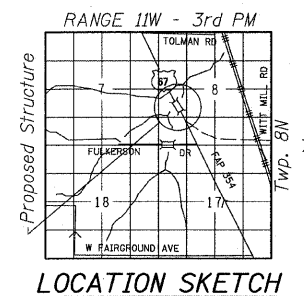 RANGE 11W - 3rd PM
TOLMAN RD
67
7
8
WITT MILL RD
Proposed Structure
Twp. 8N
FULKERSON DR
FAP 354
18
17
W FAIRGROUND AVE
LOCATION SKETCH